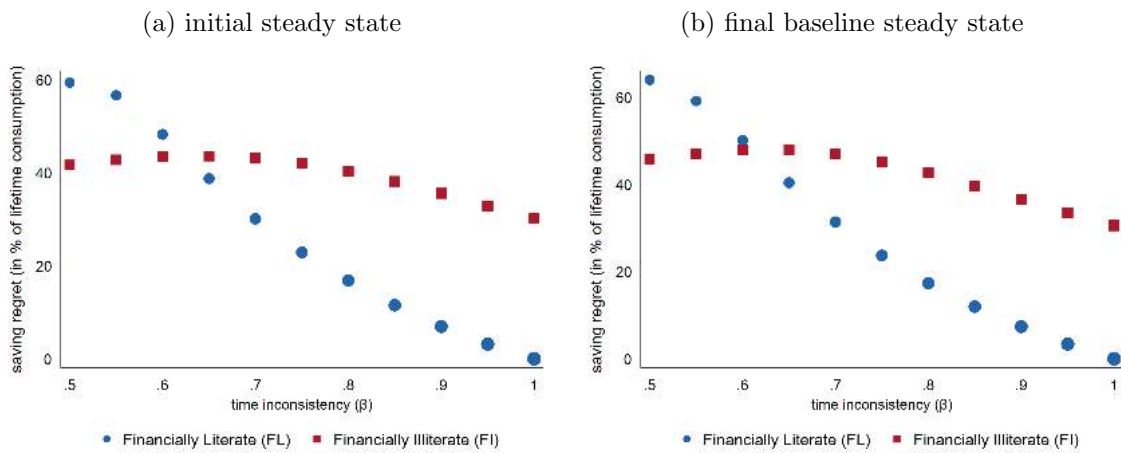 (a) initial steady state
saving regret (in % of lifetime consumption)
60
40
20
0
.5 .6 .7 .8 .9 1
time inconsistency (β)
Financially Literate (FL) Financially Illiterate (FI)
(b) final baseline steady state
saving regret (in % of lifetime consumption)
60
40
20
0
.5 .6 .7 .8 .9 1
time inconsistency (β)
Financially Literate (FL) Financially Illiterate (FI)